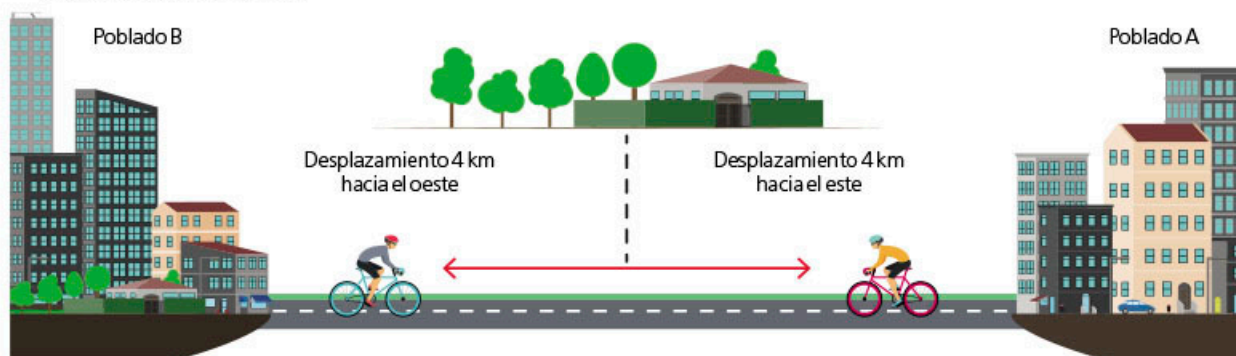 Poblado B
Poblado A
Desplazamiento 4 km
hacia el oeste
Desplazamiento 4 km
hacia el este